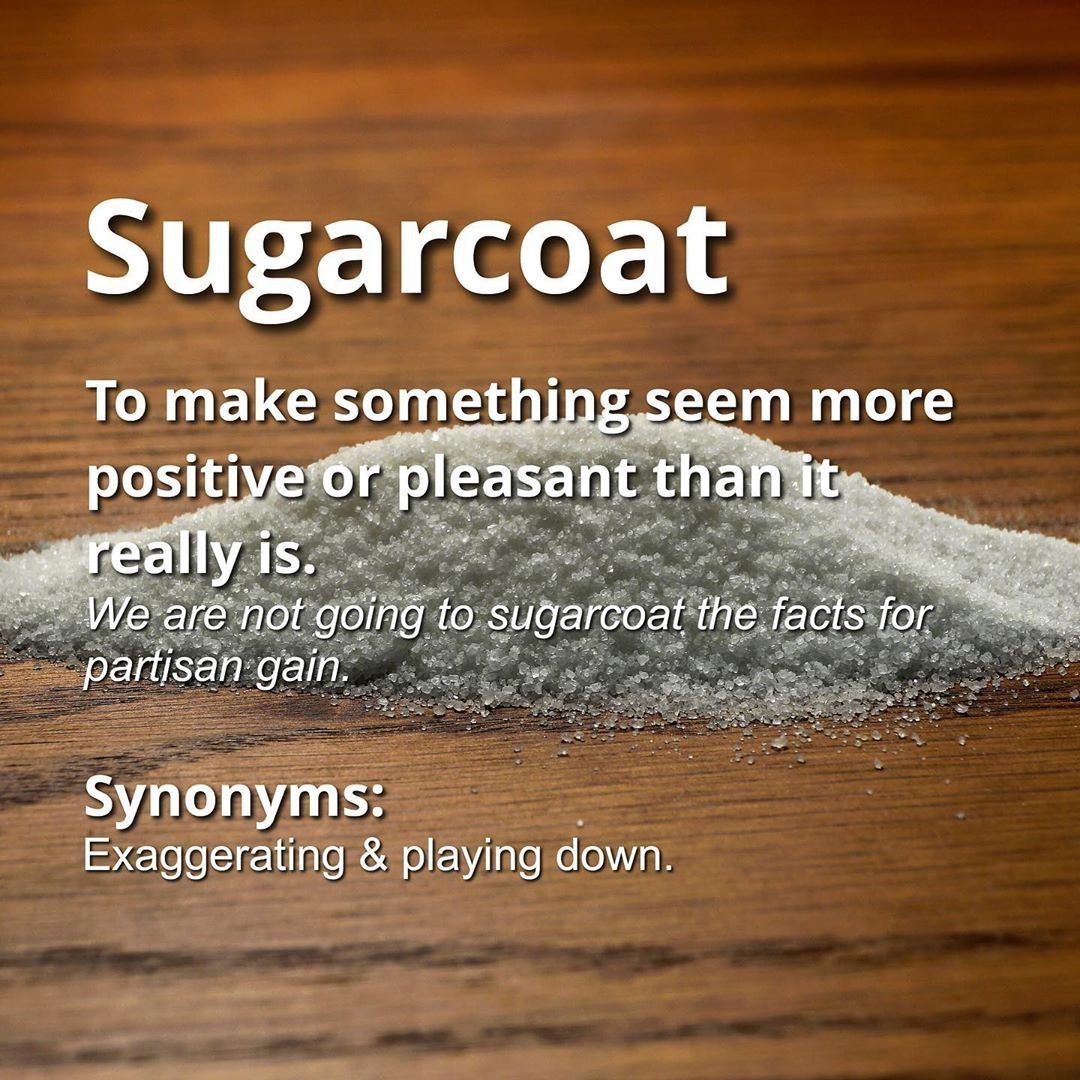 Sugarcoat
To make something seem more
positive or pleasant than it
really is.
We are not going to sugarcoat the facts for
partisan gain.
Synonyms:
Exaggerating & playing down.